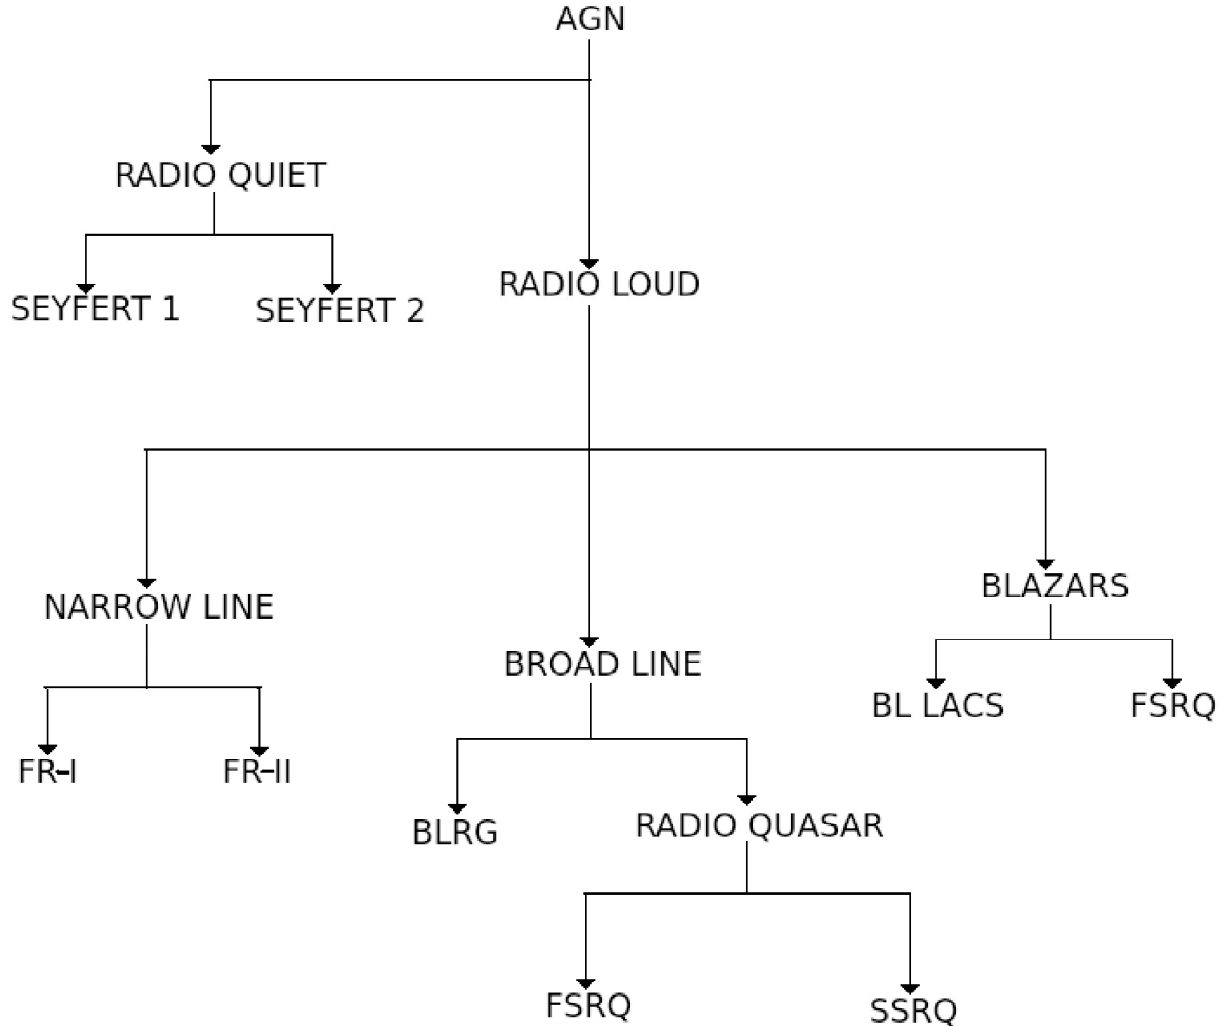 AGN
RADIO QUIET
RADIO LOUD
SEYFERT 1
SEYFERT 2
NARROW LINE
BROAD LINE
BLAZARS
BL LACS
FSRQ
FR-I
FR-II
BLRG
RADIO QUASAR
FSRQ
SSRQ